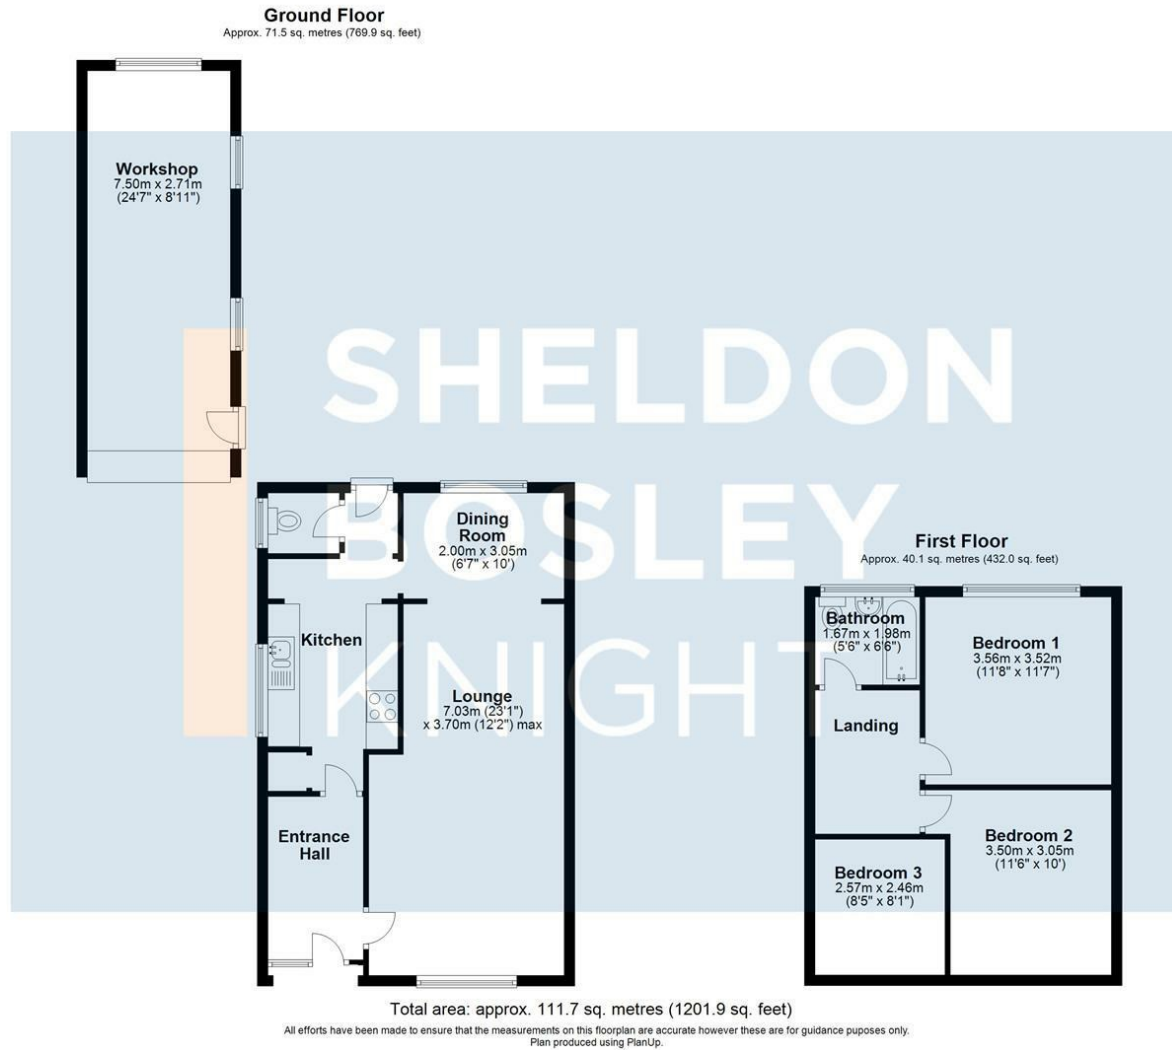 Ground Floor
Approx. 71.5 sq. metres (769.9 sq. feet)
Workshop
7.50m x 2.71m
(24'7" x 8'11")
SHELDON
BOSLEY
KNIGHT
Dining
Room
2.00m x 3.05m
(6'7" x 10')
Kitchen
Lounge
7.03m (23'1")
x 3.70m (12'2") max
Entrance
Hall
First Floor
Approx. 40.1 sq. metres (432.0 sq. feet)
Bathroom
1.67m x 1.98m
(5'6" x 6'6")
Bedroom 1
3.56m x 3.52m
(11'8" x 11'7")
Landing
Bedroom 2
3.50m x 3.05m
(11'6" x 10')
Bedroom 3
2.57m x 2.46m
(8'5" x 8'1")
Total area: approx. 111.7 sq. metres (1201.9 sq. feet)
All efforts have been made to ensure that the measurements on this floorplan are accurate however these are for guidance puposes only.
Plan produced using PlanUp.